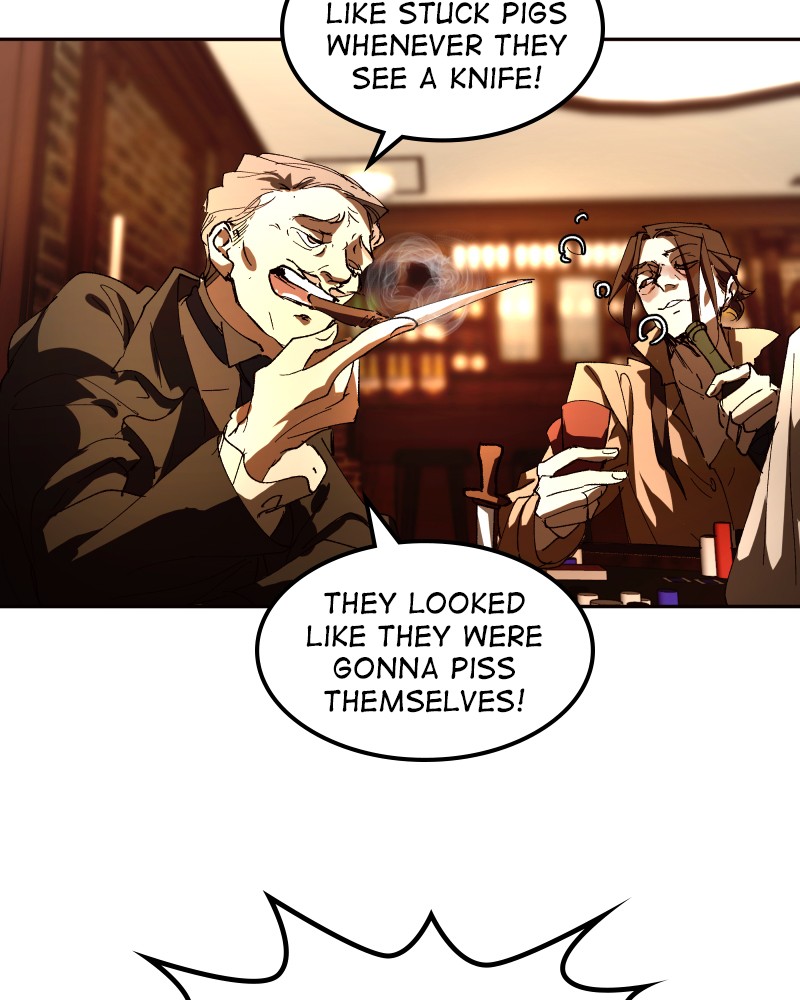 LIKE STUCK PIGS
WHENEVER THEY
SEE A KNIFE!
THEY LOOKED
LIKE THEY WERE
GONNA PISS
THEMSELVES!